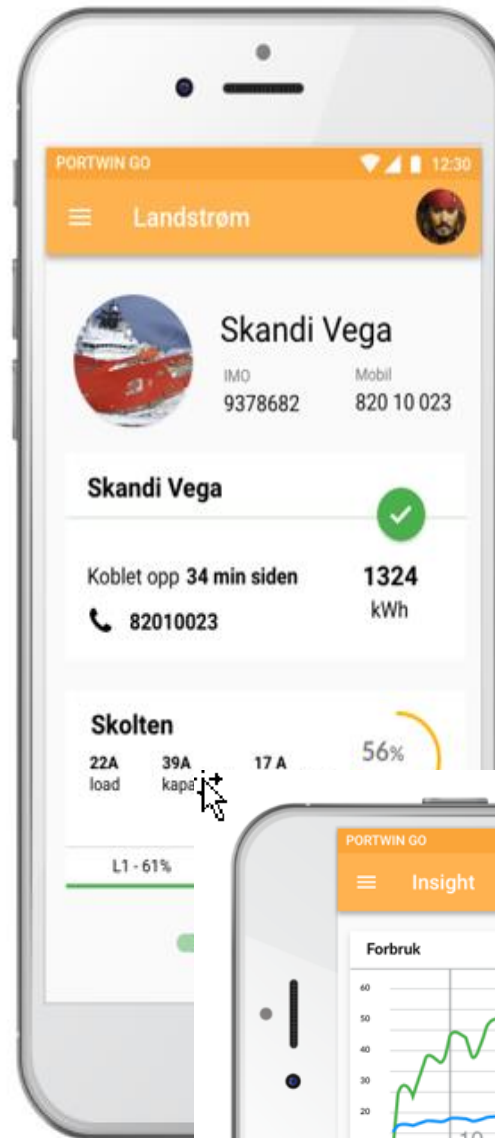 PORTWIN GO 12:30
Landstrøm
Skandi Vega
IMO Mobil
9378682 820 10 023
Skandi Vega
Koblet opp 34 min siden 1324
82010023 kWh
Skolten
22A 39A 17 A 56%
load kapa
L1 - 61%
PORTWIN GO
Insight
Forbruk
60
50
40
30
20